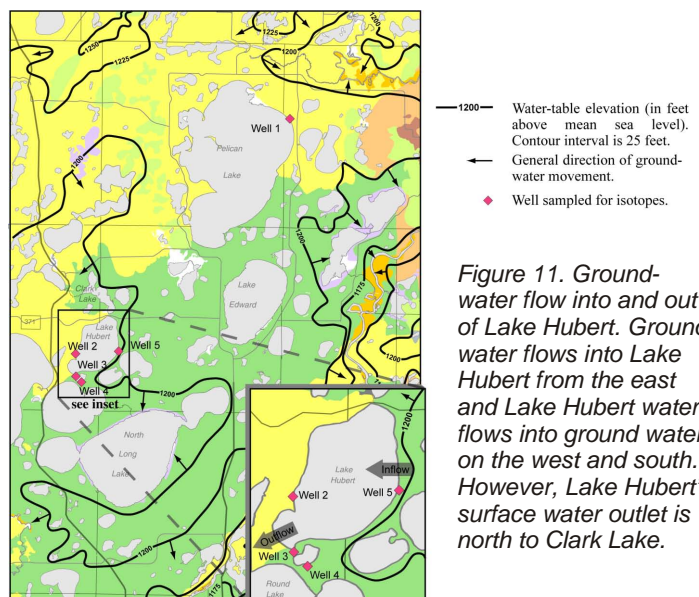 1200
1225
1225
1250
1200
Well 1
Pelican
Lake
1200
1200
1175
Clark
Lake
Lake
Edward
371
Lake
Hubert
Well 2
Well 5
Well 3
Well 4
see inset
1200
North
Long
Lake
1200
1175
1200
Lake
Hubert
Inflow
Well 2
Well 5
Outflow
Well 3
Well 4
Round
Lake
1200
Water-table elevation (in feet
above mean sea level).
Contour interval is 25 feet.
General direction of ground-
water movement.
Well sampled for isotopes.
Figure 11. Ground-
water flow into and out
of Lake Hubert. Ground
water flows into Lake
Hubert from the east
and Lake Hubert water
flows into ground water
on the west and south.
However, Lake Hubert'
surface water outlet is
north to Clark Lake.